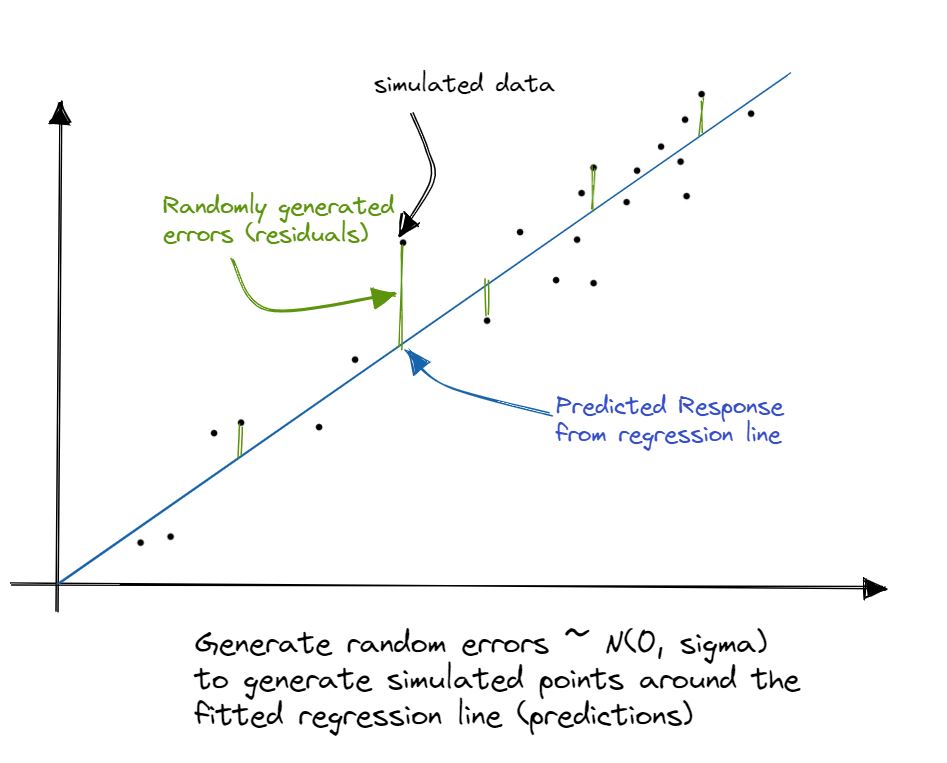 simulated data
Randomly generated
errors (residuals)
Predicted Response
from regression line
Generate random errors ~ N(0, sigma)
to generate simulated points around the
fitted regression line (predictions)